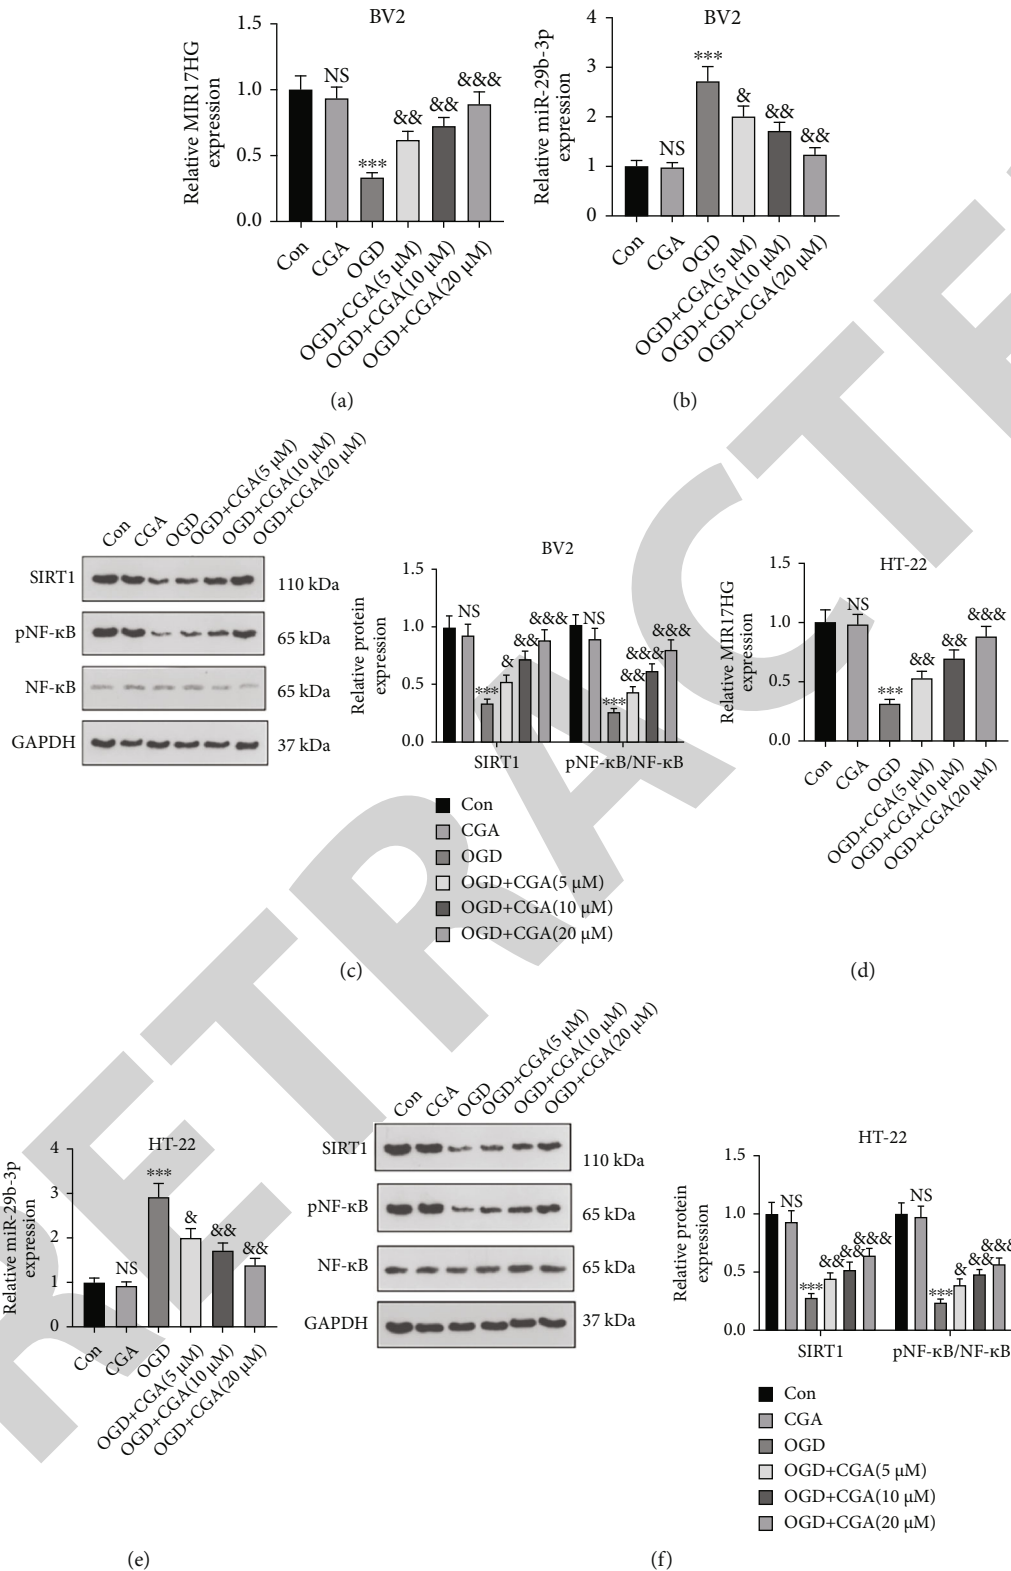 BV2
Relative MIR17HG
expression
1.5
1.0
0.5
0.0
NS
***
&&
&&
&&&
Con
CGA
OGD
OGD+CGA(5 μM)
OGD+CGA(10 μM)
OGD+CGA(20 μM)
(a)
BV2
Relative miR-29b-3p
expression
4
3
2
1
0
NS
***
&
&&
&&
Con
CGA
OGD
OGD+CGA(5 μM)
OGD+CGA(10 μM)
OGD+CGA(20 μM)
(b)
Con
CGA
OGD
OGD+CGA(5 μM)
OGD+CGA(10 μM)
OGD+CGA(20 μM)
SIRT1
110 kDa
pNF-κB
65 kDa
NF-κB
65 kDa
GAPDH
37 kDa
BV2
Relative protein
expression
1.5
1.0
0.5
0.0
NS
***
&
&&
&&&
NS
***
&&
&&&
&&&
SIRT1
pNF-κB/NF-κB
Con
CGA
OGD
OGD+CGA(5 μM)
OGD+CGA(10 μM)
OGD+CGA(20 μM)
(c)
HT-22
Relative MIR17HG
expression
1.5
1.0
0.5
0.0
NS
***
&&
&&
&&&
Con
CGA
OGD
OGD+CGA(5 μM)
OGD+CGA(10 μM)
OGD+CGA(20 μM)
(d)
HT-22
Relative miR-29b-3p
expression
4
3
2
1
0
NS
***
&
&&
&&
Con
CGA
OGD
OGD+CGA(5 μM)
OGD+CGA(10 μM)
OGD+CGA(20 μM)
(e)
Con
CGA
OGD
OGD+CGA(5 μM)
OGD+CGA(10 μM)
OGD+CGA(20 μM)
SIRT1
110 kDa
pNF-κB
65 kDa
NF-κB
65 kDa
GAPDH
37 kDa
HT-22
Relative protein
expression
1.5
1.0
0.5
0.0
NS
***
&&
&&
&&&
NS
***
&
&&
&&&
SIRT1
pNF-κB/NF-κB
Con
CGA
OGD
OGD+CGA(5 μM)
OGD+CGA(10 μM)
OGD+CGA(20 μM)
(f)
RETRACTE